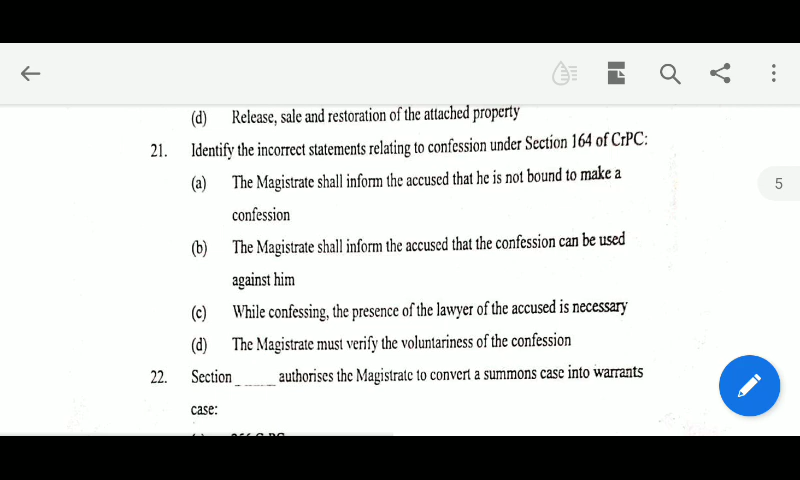 (d) Release, sale and restoration of the attached property
21. Identify the incorrect statements relating to confession under Section 164 of CrPC:
(a) The Magistrate shall inform the accused that he is not bound to make a
confession
5
(b) The Magistrate shall inform the accused that the confession can be used
against him
(c) While confessing, the presence of the lawyer of the accused is necessary
(d) The Magistrate must verify the voluntariness of the confession
22. Section ______ authorises the Magistrate to convert a summons case into warrants
case: